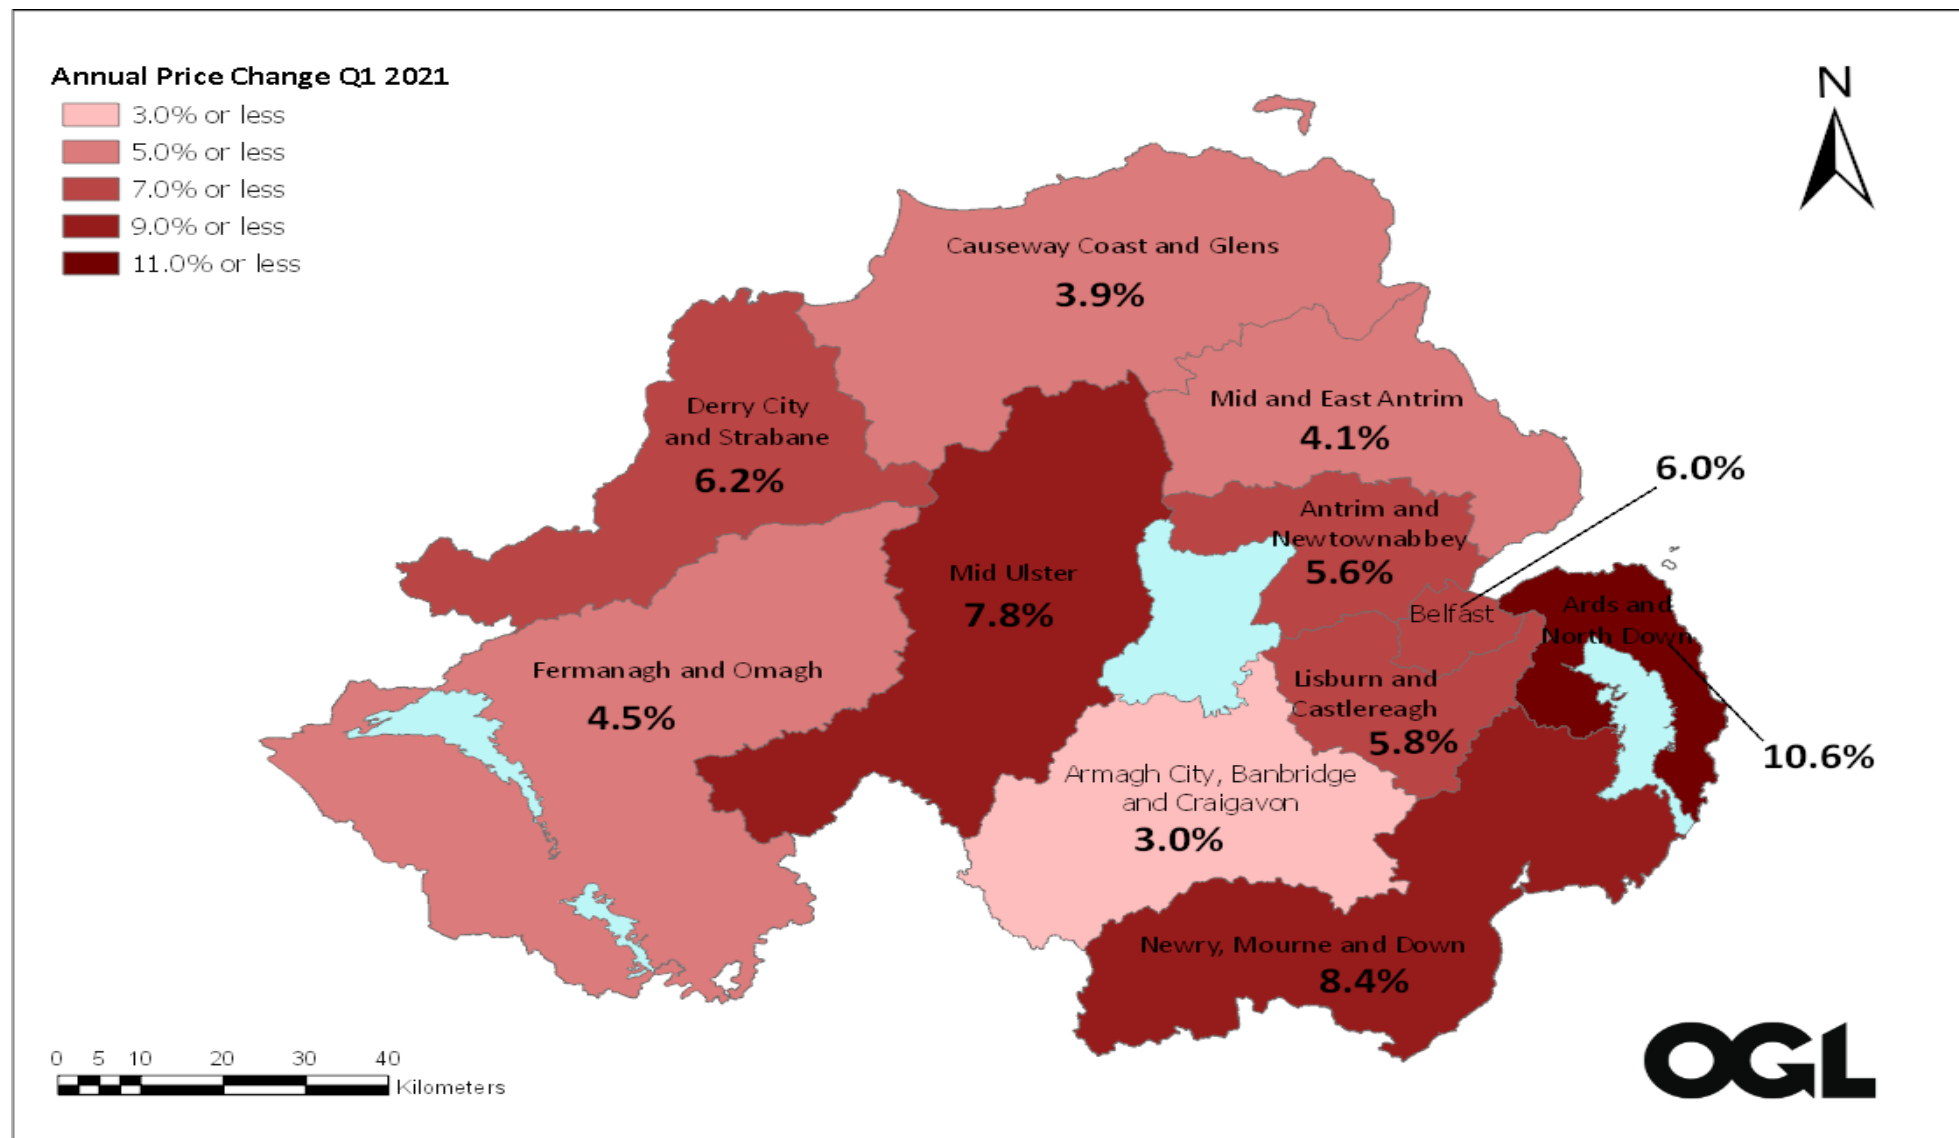 Annual Price Change Q1 2021
3.0% or less
5.0% or less
7.0% or less
9.0% or less
11.0% or less
N
Causeway Coast and Glens
3.9%
Derry City
and Strabane
6.2%
Mid and East Antrim
4.1%
6.0%
Antrim and
Newtownabbey
5.6%
Mid Ulster
7.8%
Belfast
Ards and
North Down
10.6%
Fermanagh and Omagh
4.5%
Lisburn and
Castlereagh
5.8%
Armagh City, Banbridge
and Craigavon
3.0%
Newry, Mourne and Down
8.4%
0 5 10 20 30 40
Kilometers
OGL